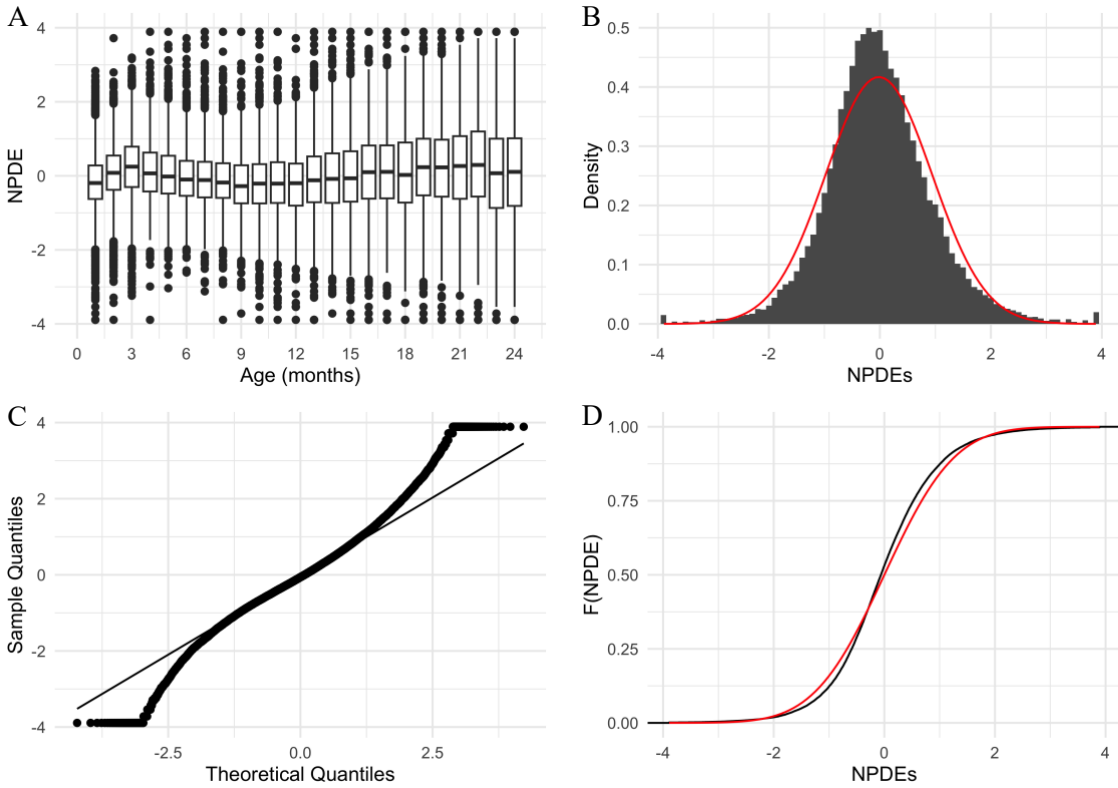 A
4
2
0
-2
-4
NPDE
0 3 6 9 12 15 18 21 24
Age (months)
B
0.5
0.4
0.3
0.2
0.1
0.0
Density
-4 -2 0 2 4
NPDEs
C
4
2
0
-2
-4
Sample Quantiles
-2.5 0.0 2.5
Theoretical Quantiles
D
1.00
0.75
0.50
0.25
0.00
F(NPDE)
-4 -2 0 2 4
NPDEs